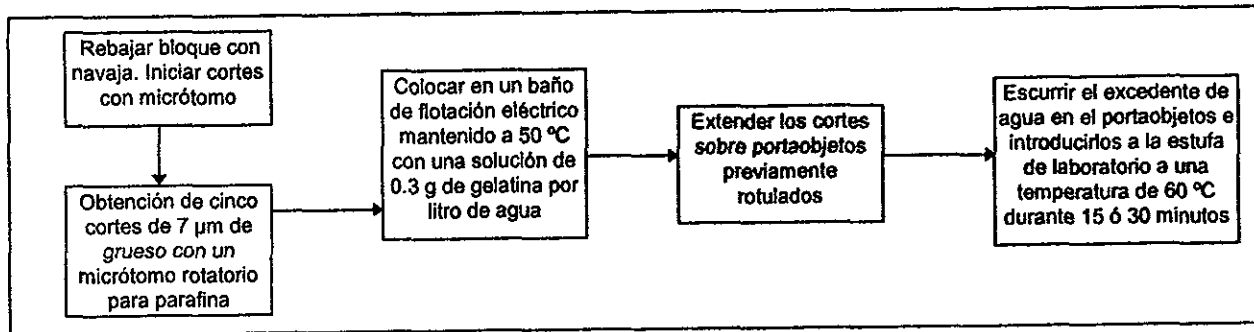 Rebajar bloque con
navaja. Iniciar cortes
con micrótomo
Obtención de cinco
cortes de 7 µm de
grueso con un
micrótomo rotatorio
para parafina
Colocar en un baño
de flotación eléctrico
mantenido a 50 ºC
con una solución de
0.3 g de gelatina por
litro de agua
Extender los cortes
sobre portaobjetos
previamente
rotulados
Escurrir el excedente de
agua en el portaobjetos e
introducirlos a la estufa
de laboratorio a una
temperatura de 60 ºC
durante 15 ó 30 minutos